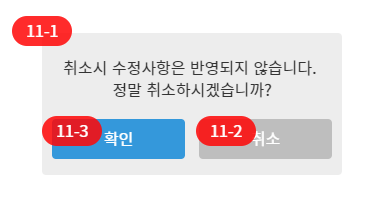 11-1
취소시 수정사항은 반영되지 않습니다.
정말 취소하시겠습니까?
11-3 확인 11-2 취소